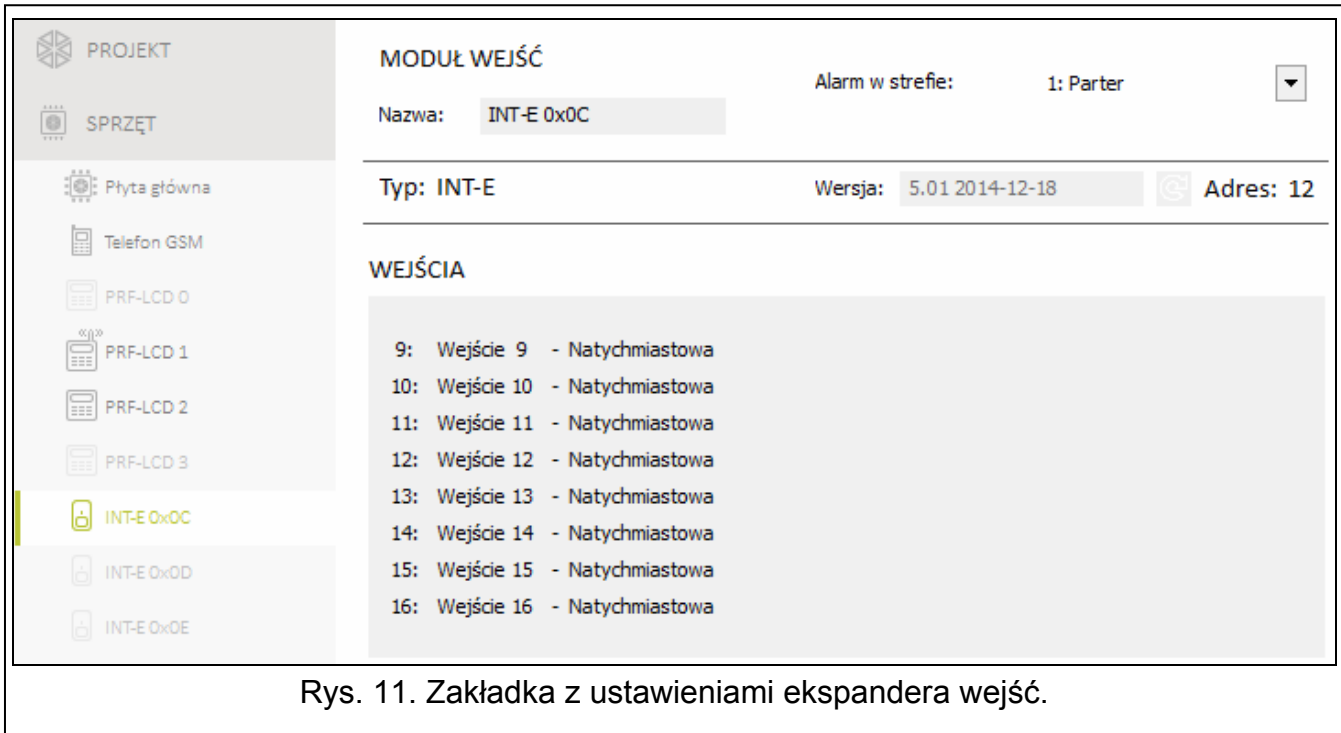 PROJEKT
SPRZĘT
Płyta główna
Telefon GSM
PRF-LCD 0
PRF-LCD 1
PRF-LCD 2
PRF-LCD 3
INT-E 0x0C
INT-E 0x0D
INT-E 0x0E
MODUŁ WEJŚĆ
Alarm w strefie: 1: Parter
Nazwa: INT-E 0x0C
Typ: INT-E Wersja: 5.01 2014-12-18 Adres: 12
WEJŚCIA
9: Wejście 9 - Natychmiastowa
10: Wejście 10 - Natychmiastowa
11: Wejście 11 - Natychmiastowa
12: Wejście 12 - Natychmiastowa
13: Wejście 13 - Natychmiastowa
14: Wejście 14 - Natychmiastowa
15: Wejście 15 - Natychmiastowa
16: Wejście 16 - Natychmiastowa
Rys. 11. Zakładka z ustawieniami ekspandera wejść.